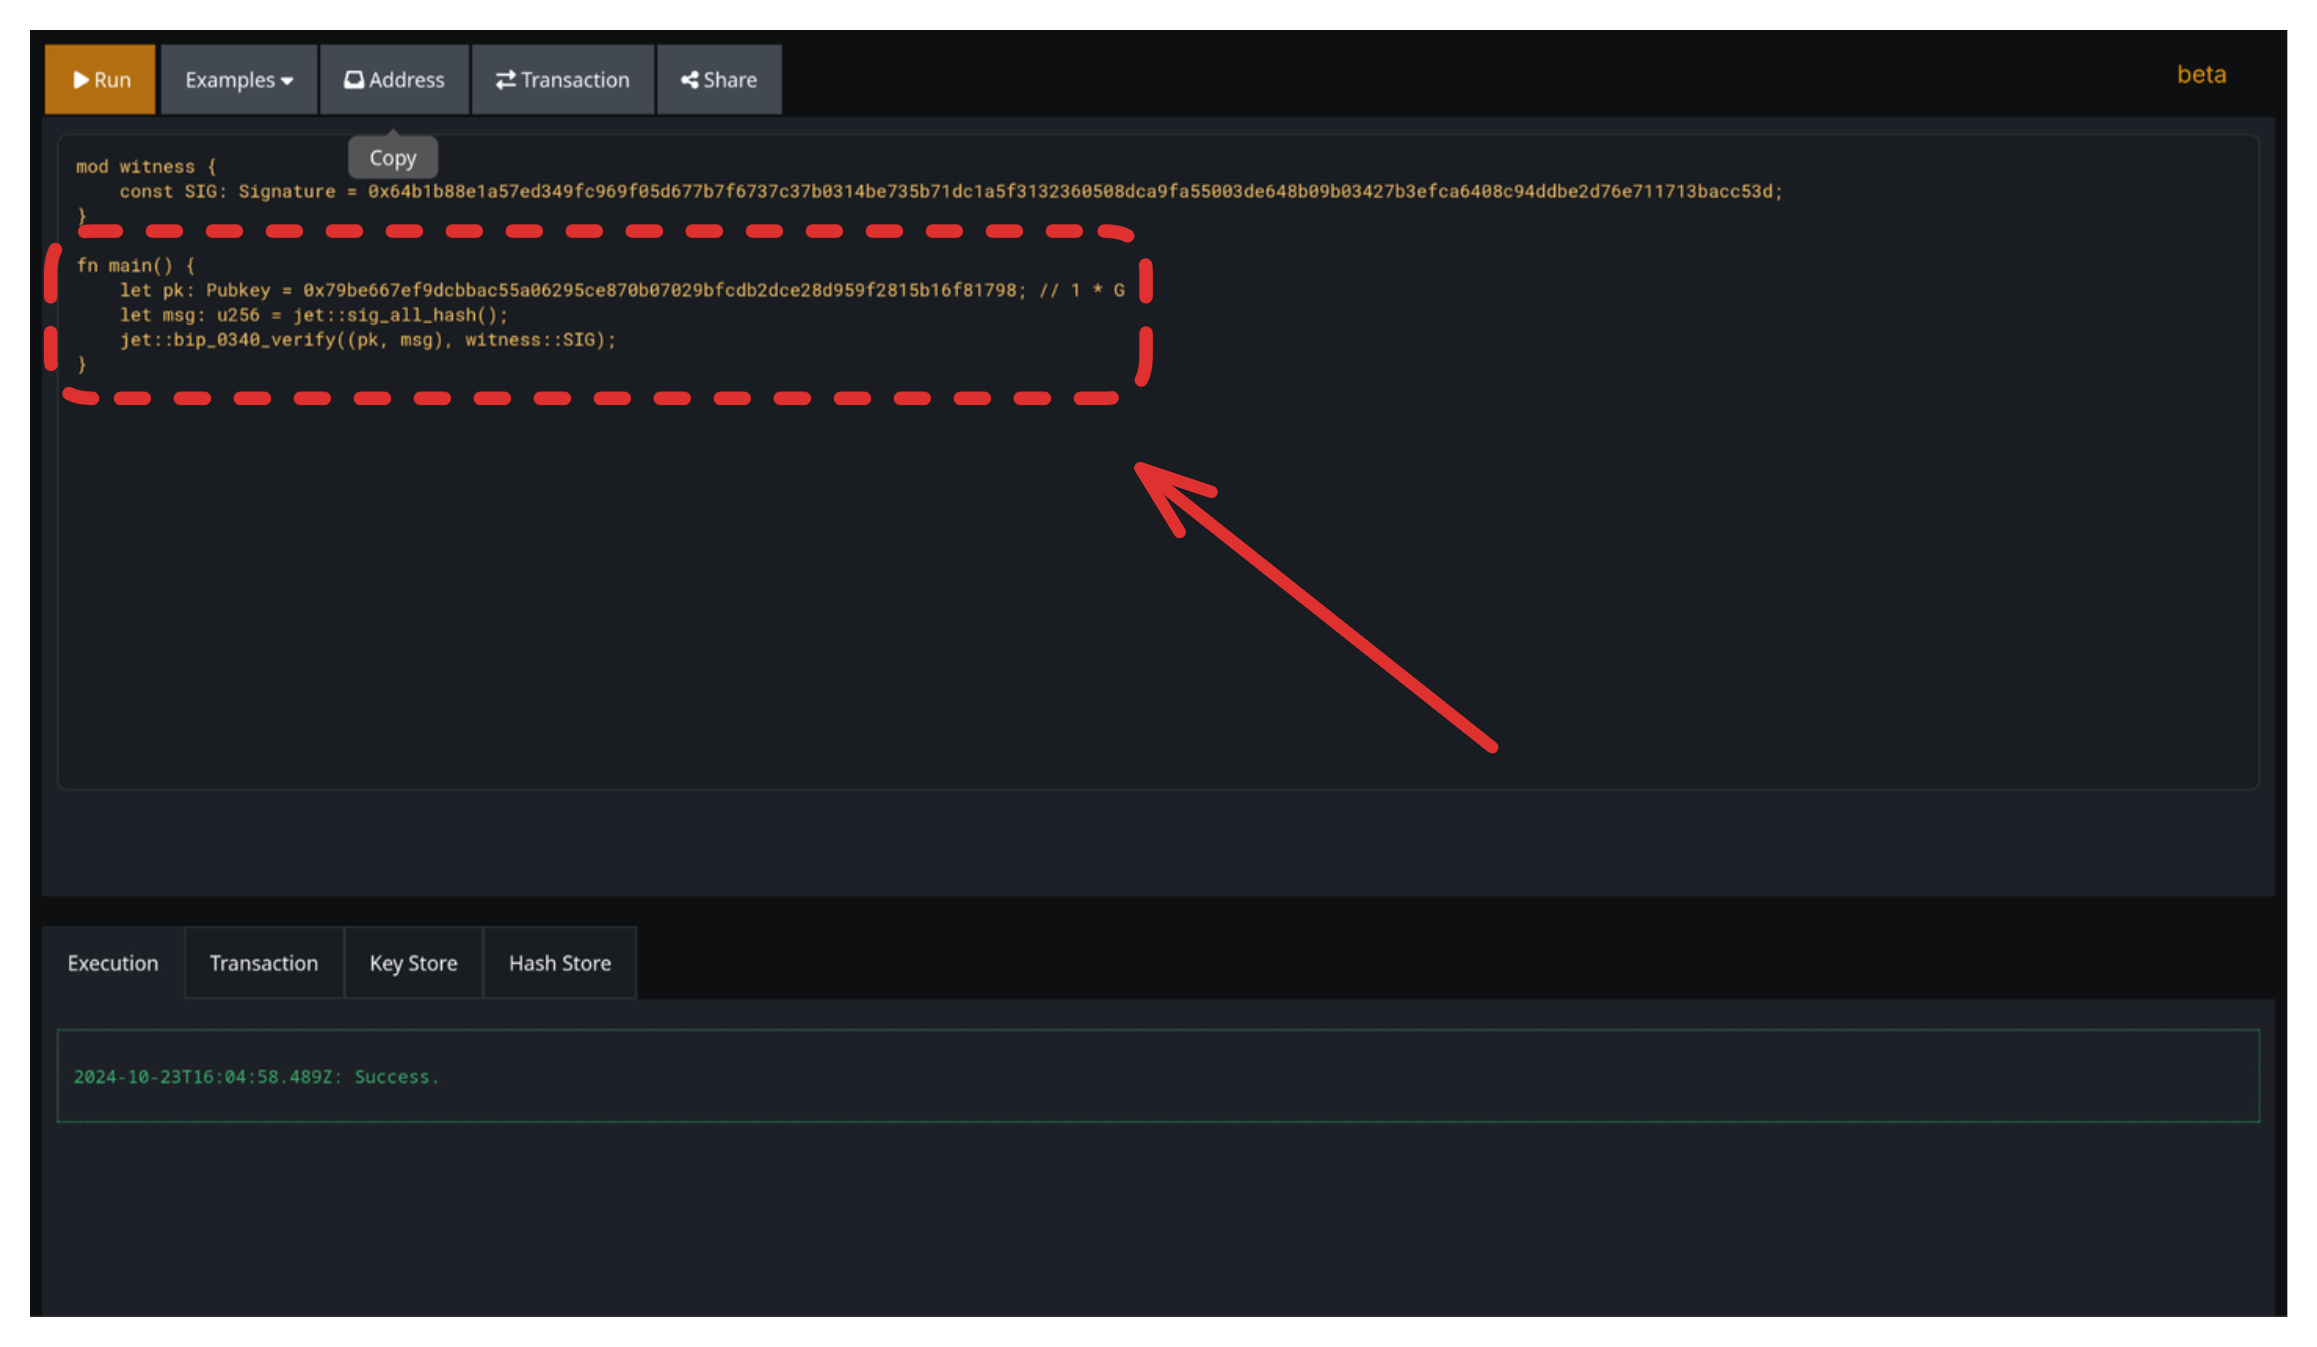 Run Examples Address Transaction Share beta
Copy
mod witness {
    const SIG: Signature = 0x64b1b88e1a57ed349fc969f05d677b7f6737c37b0314be735b71dc1a5f3132360508dca9fa55003de648b09b03427b3efca6408c94ddbe2d76e711713bacc53d;
}
fn main() {
    let pk: Pubkey = 0x79be667ef9dcbbac55a06295ce870b07029bfcdb2dce28d959f2815b16f81798; // 1 * G
    let msg: u256 = jet::sig_all_hash();
    jet::bip_0340_verify((pk, msg), witness::SIG);
}
Execution Transaction Key Store Hash Store
2024-10-23T16:04:58.489Z: Success.